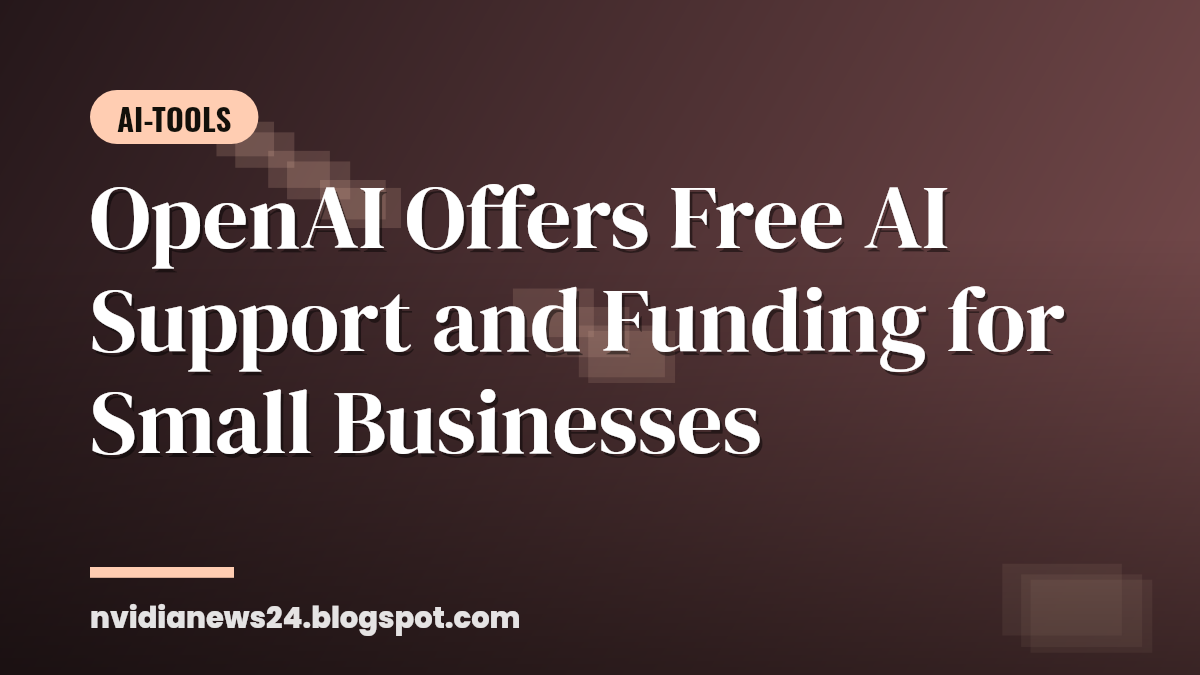 AI-TOOLS
OpenAI Offers Free AI
Support and Funding for
Small Businesses
nvidianews24.blogspot.com